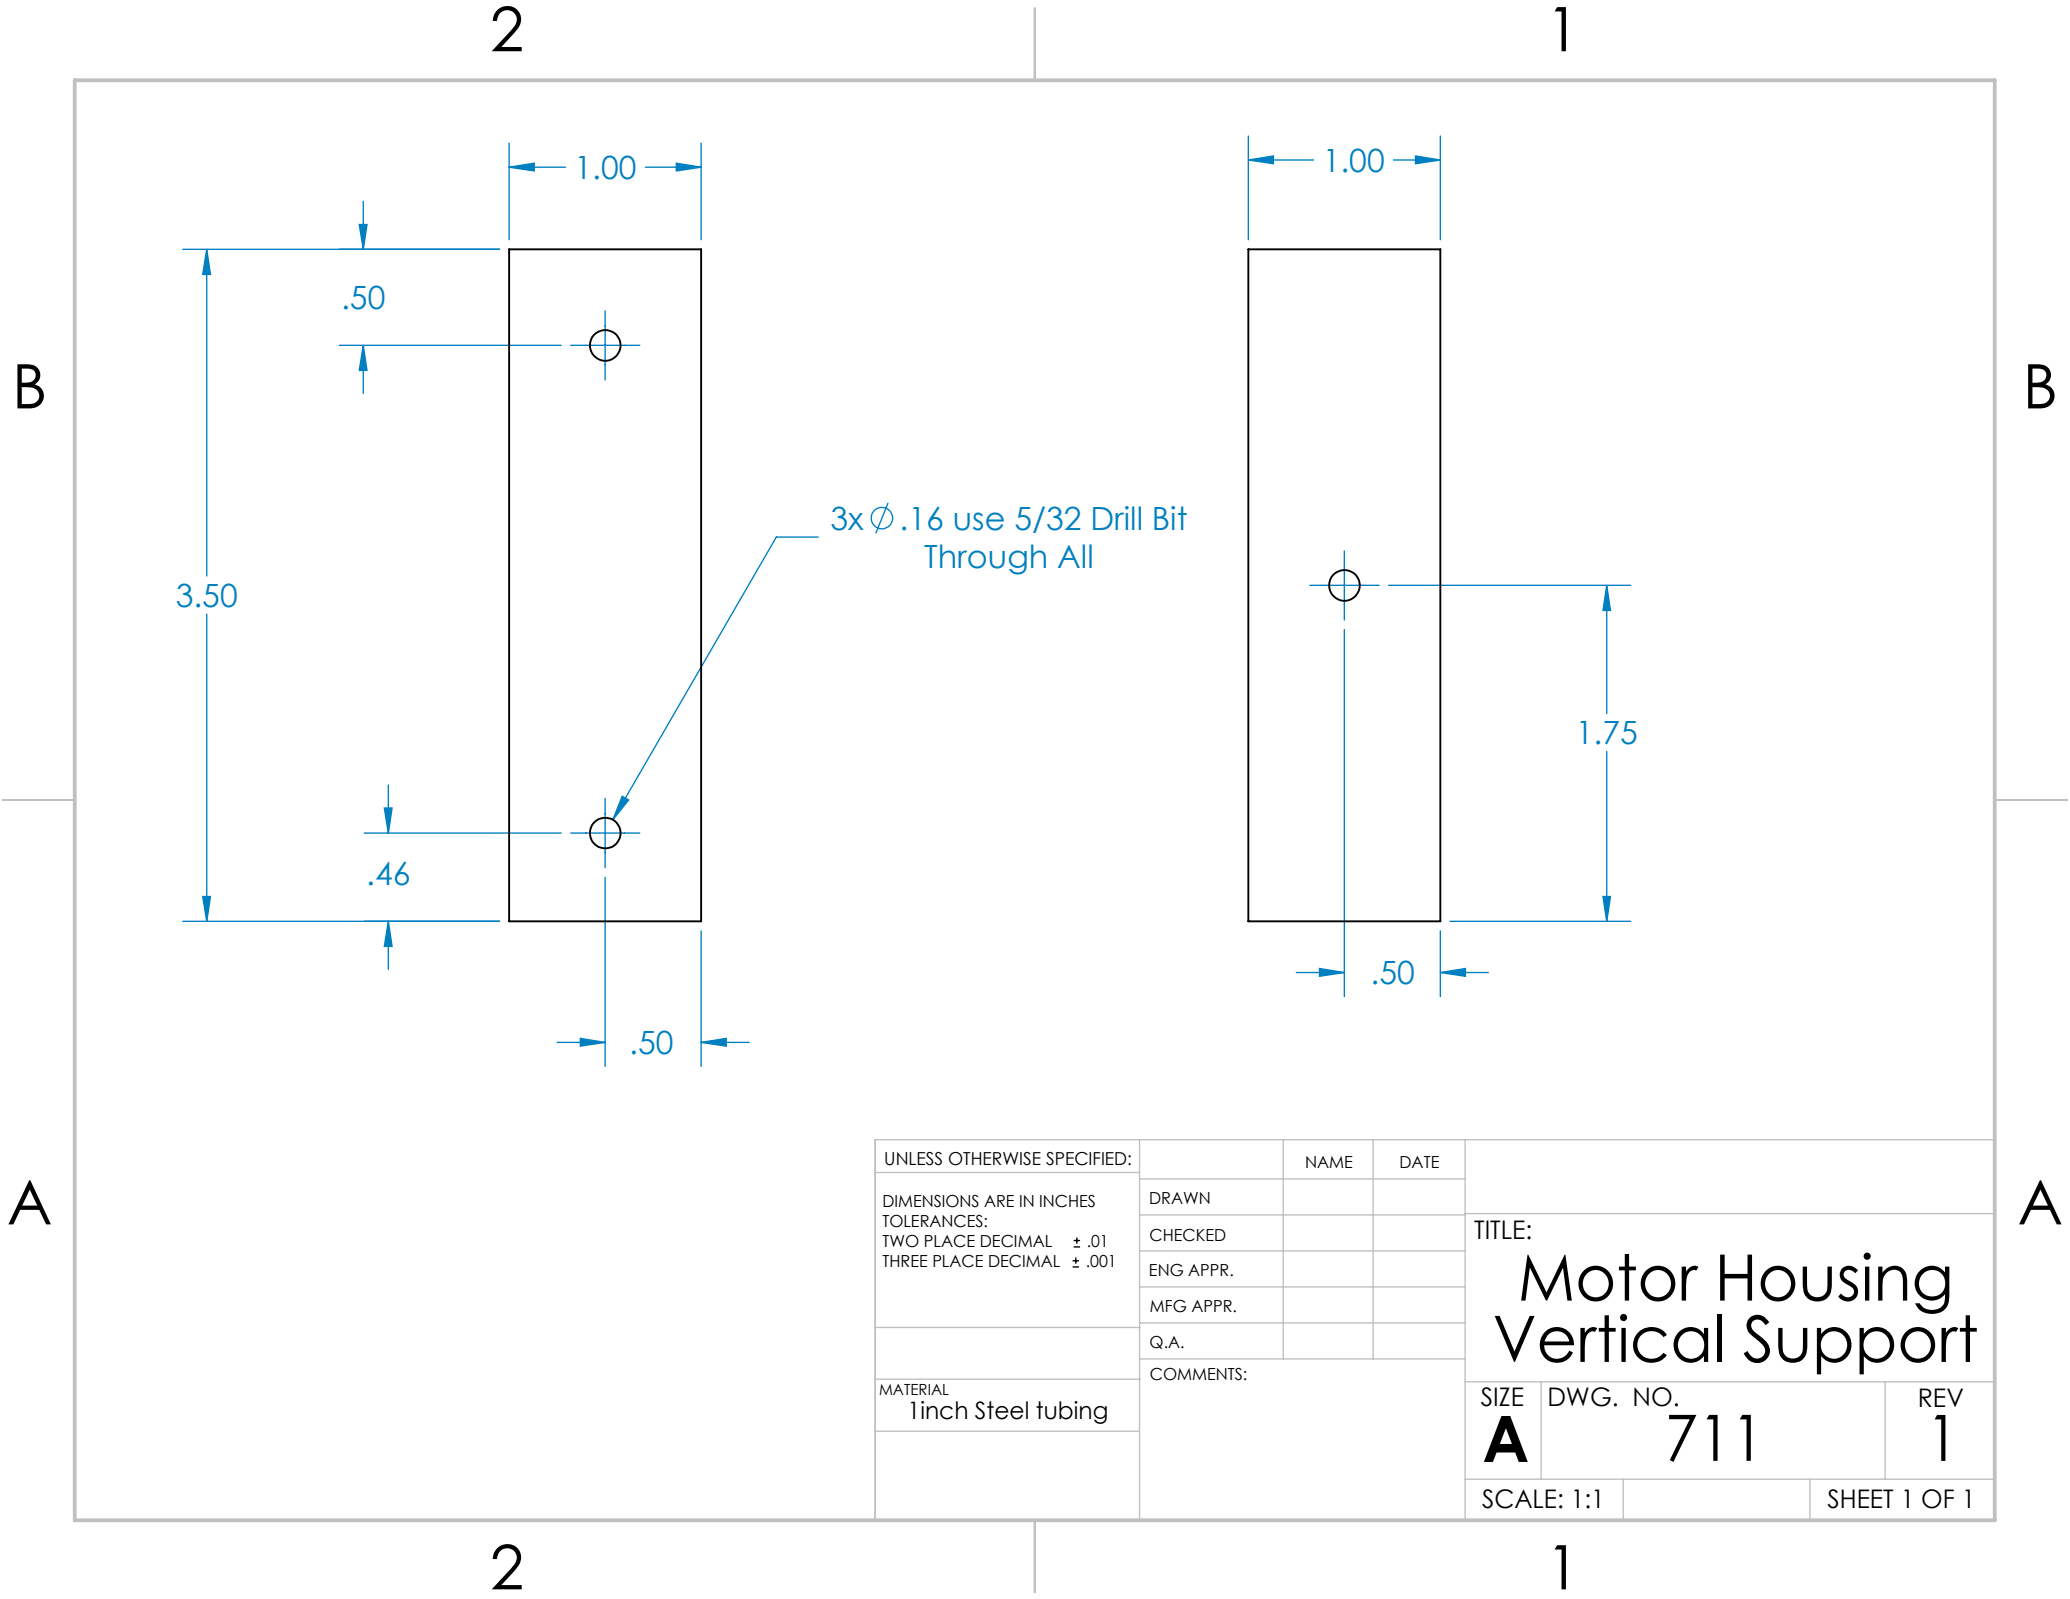 2
1
1.00
1.00
.50
B
B
3x∅.16 use 5/32 Drill Bit
Through All
3.50
1.75
.46
.50
.50
A
A
UNLESS OTHERWISE SPECIFIED:
DIMENSIONS ARE IN INCHES
TOLERANCES:
TWO PLACE DECIMAL ± .01
THREE PLACE DECIMAL ± .001
MATERIAL
1inch Steel tubing
NAME
DATE
DRAWN
CHECKED
ENG APPR.
MFG APPR.
Q.A.
COMMENTS:
TITLE:
Motor Housing
Vertical Support
SIZE
A
DWG. NO.
711
REV
1
SCALE: 1:1
SHEET 1 OF 1
2
1